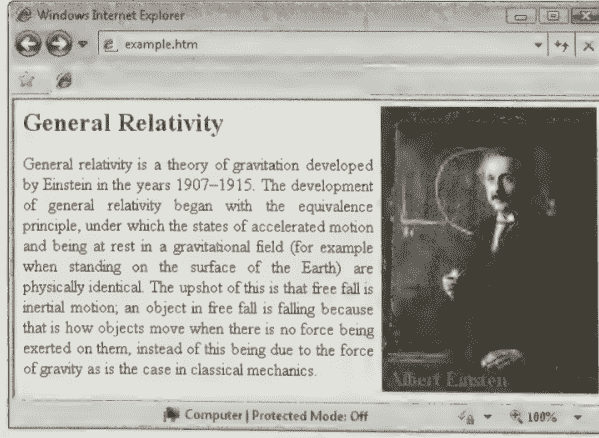 Windows Internet Explorer
example.htm
General Relativity
General relativity is a theory of gravitation developed
by Einstein in the years 1907–1915. The development
of general relativity began with the equivalence
principle, under which the states of accelerated motion
and being at rest in a gravitational field (for example
when standing on the surface of the Earth) are
physically identical. The upshot of this is that free fall is
inertial motion; an object in free fall is falling because
that is how objects move when there is no force being
exerted on them, instead of this being due to the force
of gravity as is the case in classical mechanics.
Albert Einsten
Computer | Protected Mode: Off
100%